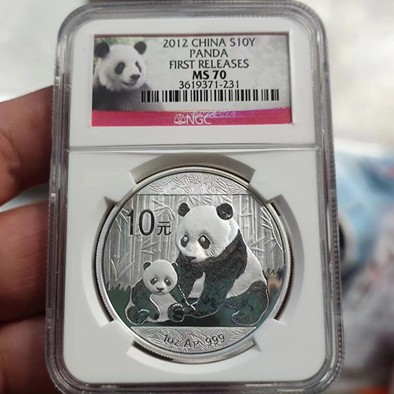 2012 CHINA S10Y
PANDA
FIRST RELEASES
MS 70
3619371-231
NGC
10元
1oz Ag .999